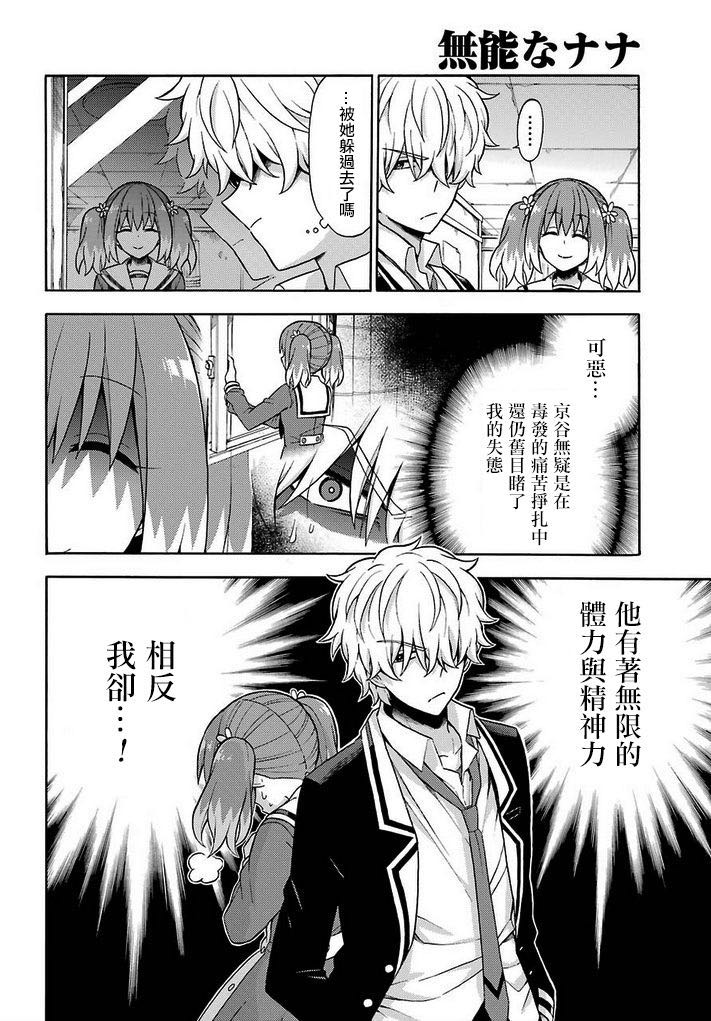 無能なナナ
……
…被她躲過去了嗎
可惡…
京谷無疑是在
毒發的痛苦掙扎中
還仍舊目睹了
我的失態
他有著無限的
體力與精神力
相反
我卻…！